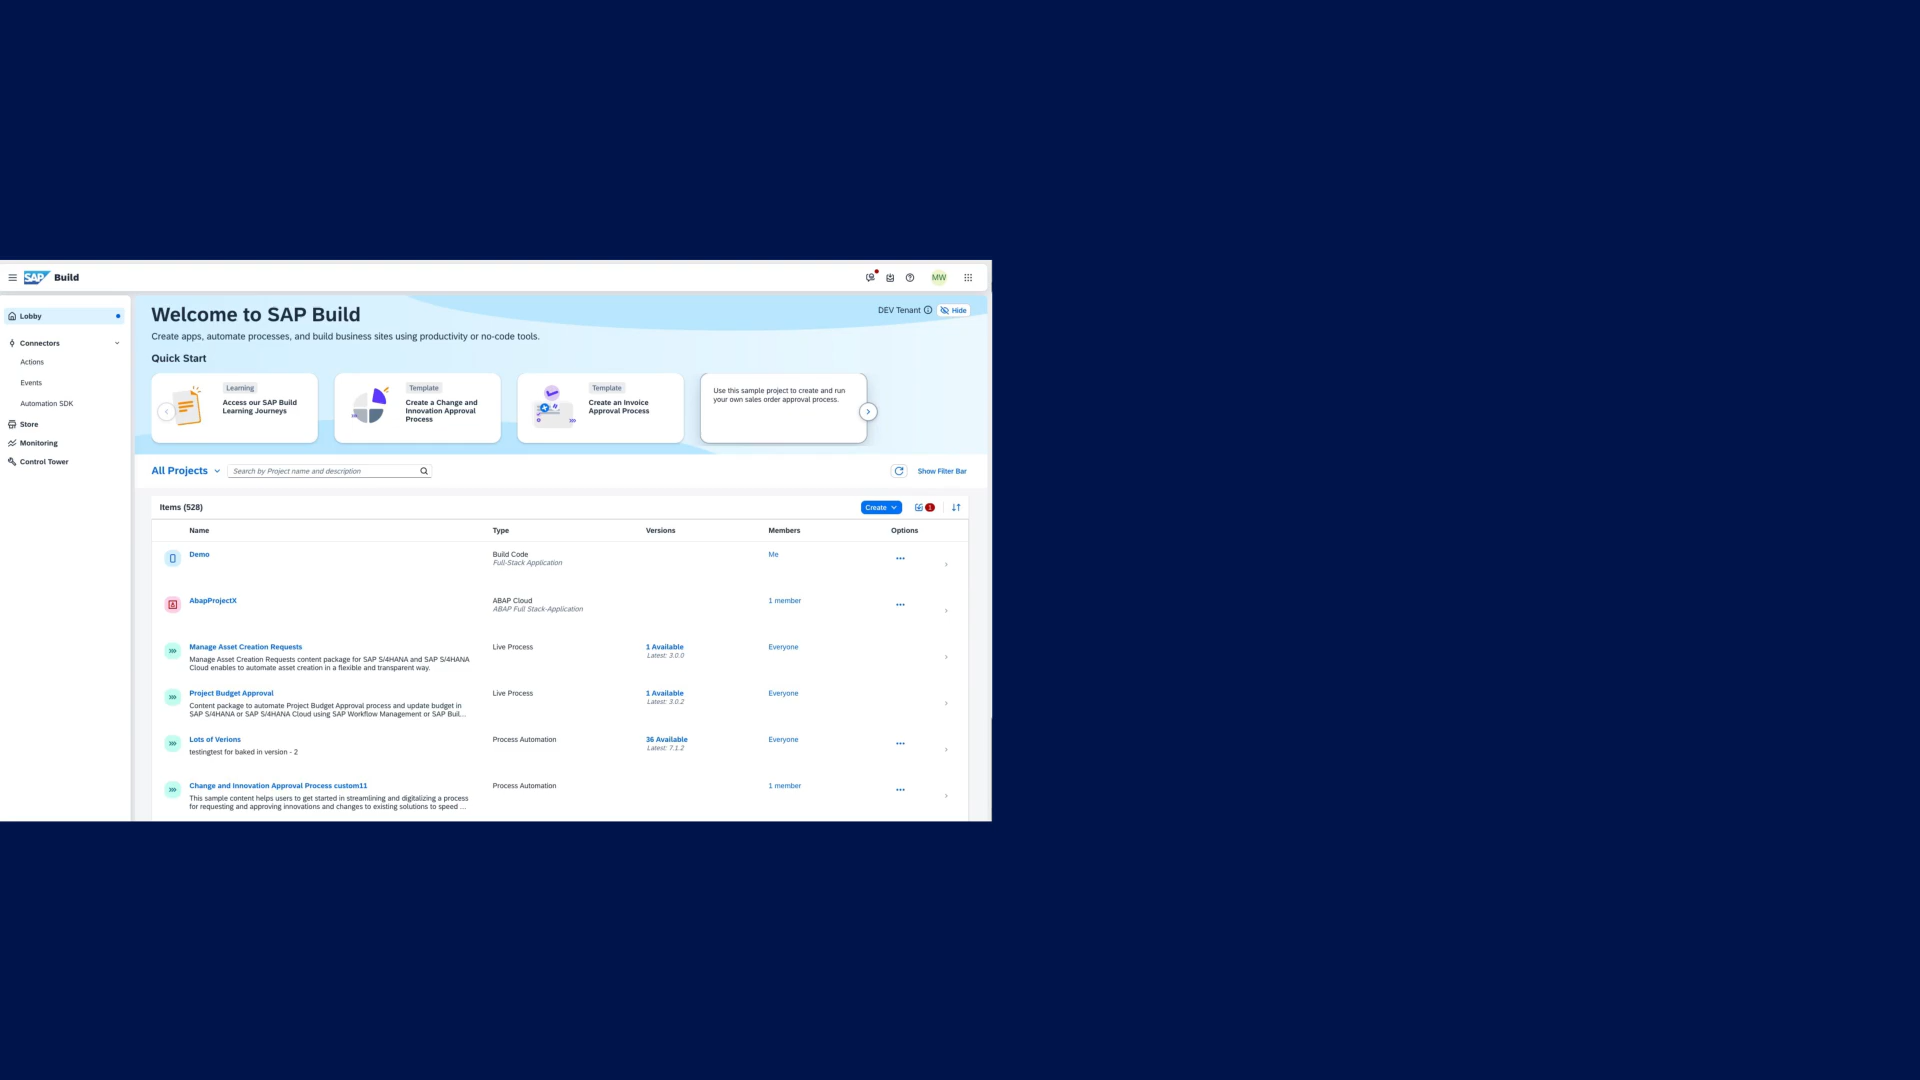 SAP Build
MW
Lobby
Connectors
Actions
Events
Automation SDK
Store
Monitoring
Control Tower
Welcome to SAP Build
DEV Tenant
Hide
Create apps, automate processes, and build business sites using productivity or no-code tools.
Quick Start
Learning
Access our SAP Build
Learning Journeys
Template
Create a Change and
Innovation Approval
Process
Template
Create an Invoice
Approval Process
Use this sample project to create and run
your own sales order approval process.
All Projects
Search by Project name and description
Show Filter Bar
Items (528)
Create
1
Name Type Versions Members Options
Demo
Build Code
Full-Stack Application
Me
AbapProjectX
ABAP Cloud
ABAP Full Stack-Application
1 member
Manage Asset Creation Requests
Manage Asset Creation Requests content package for SAP S/4HANA and SAP S/4HANA
Cloud enables to automate asset creation in a flexible and transparent way.
Live Process
1 Available
Latest: 3.0.0
Everyone
Project Budget Approval
Content package to automate Project Budget Approval process and update budget in
SAP S/4HANA or SAP S/4HANA Cloud using SAP Workflow Management or SAP Buil...
Live Process
1 Available
Latest: 3.0.2
Everyone
Lots of Verions
testingtest for baked in version - 2
Process Automation
36 Available
Latest: 7.1.2
Everyone
Change and Innovation Approval Process custom11
This sample content helps users to get started in streamlining and digitalizing a process
for requesting and approving innovations and changes to existing solutions to speed ...
Process Automation
1 member